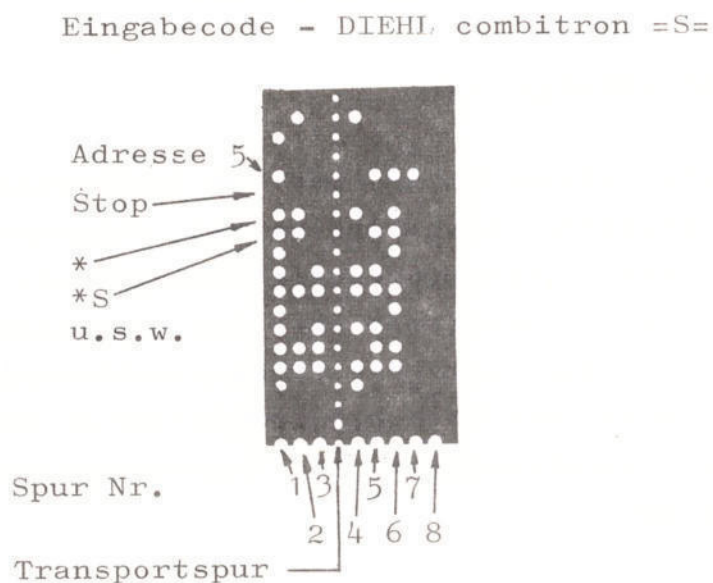 Eingabecode - DIEHL combitron =S=
Adresse 5
Stop
*
*S
u.s.w.
Spur Nr.
1 3 5 7
2 4 6 8
Transportspur